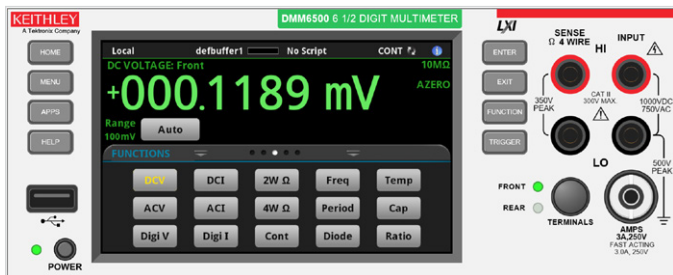 KEITHLEY
A Tektronix Company
DMM6500 6 1/2 DIGIT MULTIMETER
LXI
HOME
MENU
APPS
HELP
POWER
Local defbuffer1 No Script CONT
DC VOLTAGE: Front 10MΩ
+000.1189 mV
AZERO
Range
100mV
Auto
FUNCTIONS
DCV DCI 2W Ω Freq Temp
ACV ACI 4W Ω Period Cap
Digi V Digi I Cont Diode Ratio
ENTER
EXIT
FUNCTION
TRIGGER
SENSE
Ω 4 WIRE
INPUT
HI
350V
PEAK
CAT II
300V MAX.
1000VDC
750VAC
LO
500V
PEAK
FRONT
REAR
TERMINALS
AMPS
3A,250V
FAST ACTING
3.0A, 250V